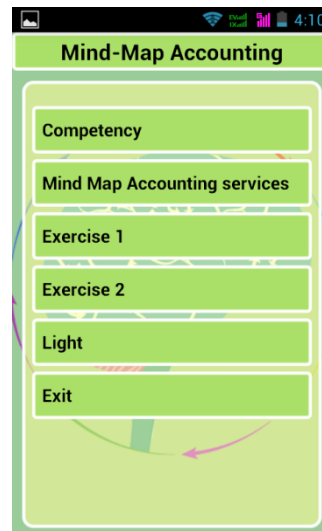 4:10
Mind-Map Accounting
Competency
Mind Map Accounting services
Exercise 1
Exercise 2
Light
Exit